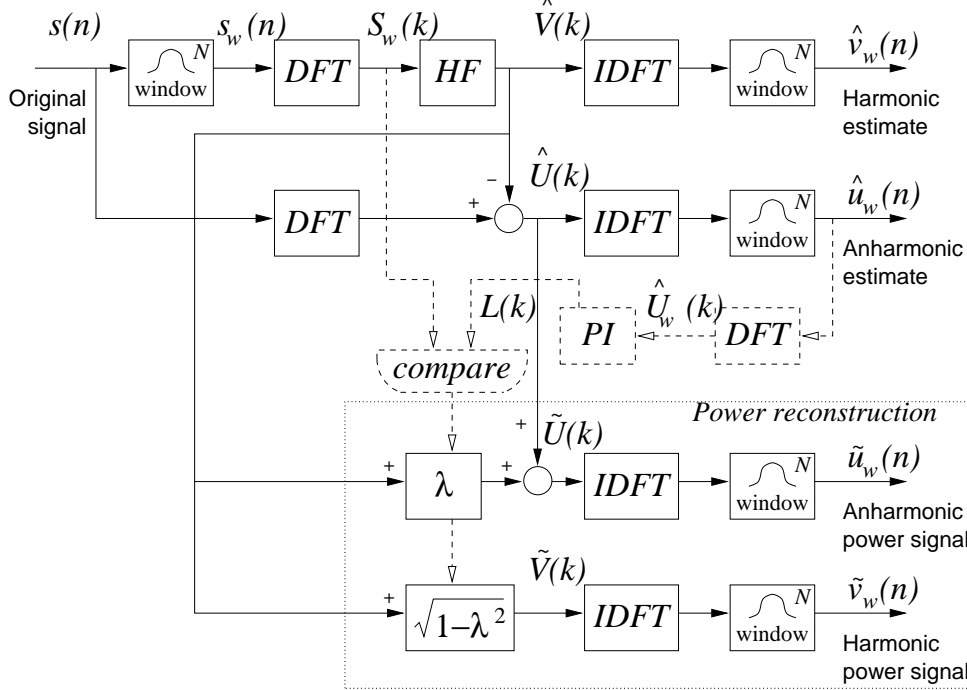 s(n) s_w(n) S_w(k) V̂(k) v̂_w(n)
N window DFT HF IDFT N window
Original signal
Harmonic estimate
− Û(k) û_w(n)
DFT + IDFT N window
Anharmonic estimate
L(k) Û_w (k)
PI DFT
compare
Power reconstruction
+ Ũ(k) ũ_w(n)
+ λ + IDFT N window
Anharmonic power signal
Ṽ(k) ṽ_w(n)
+ √1−λ² IDFT N window
Harmonic power signal